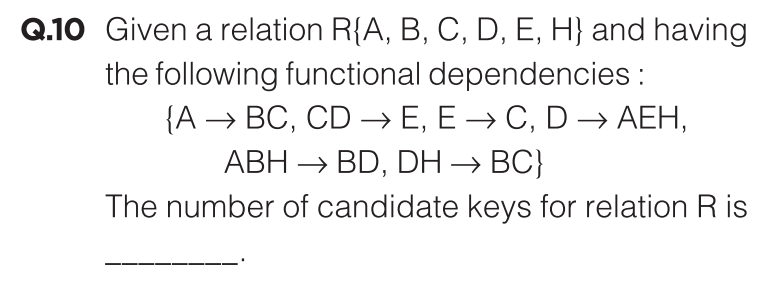 Q.10 Given a relation R{A, B, C, D, E, H} and having
the following functional dependencies :
{A → BC, CD → E, E → C, D → AEH,
ABH → BD, DH → BC}
The number of candidate keys for relation R is
________.